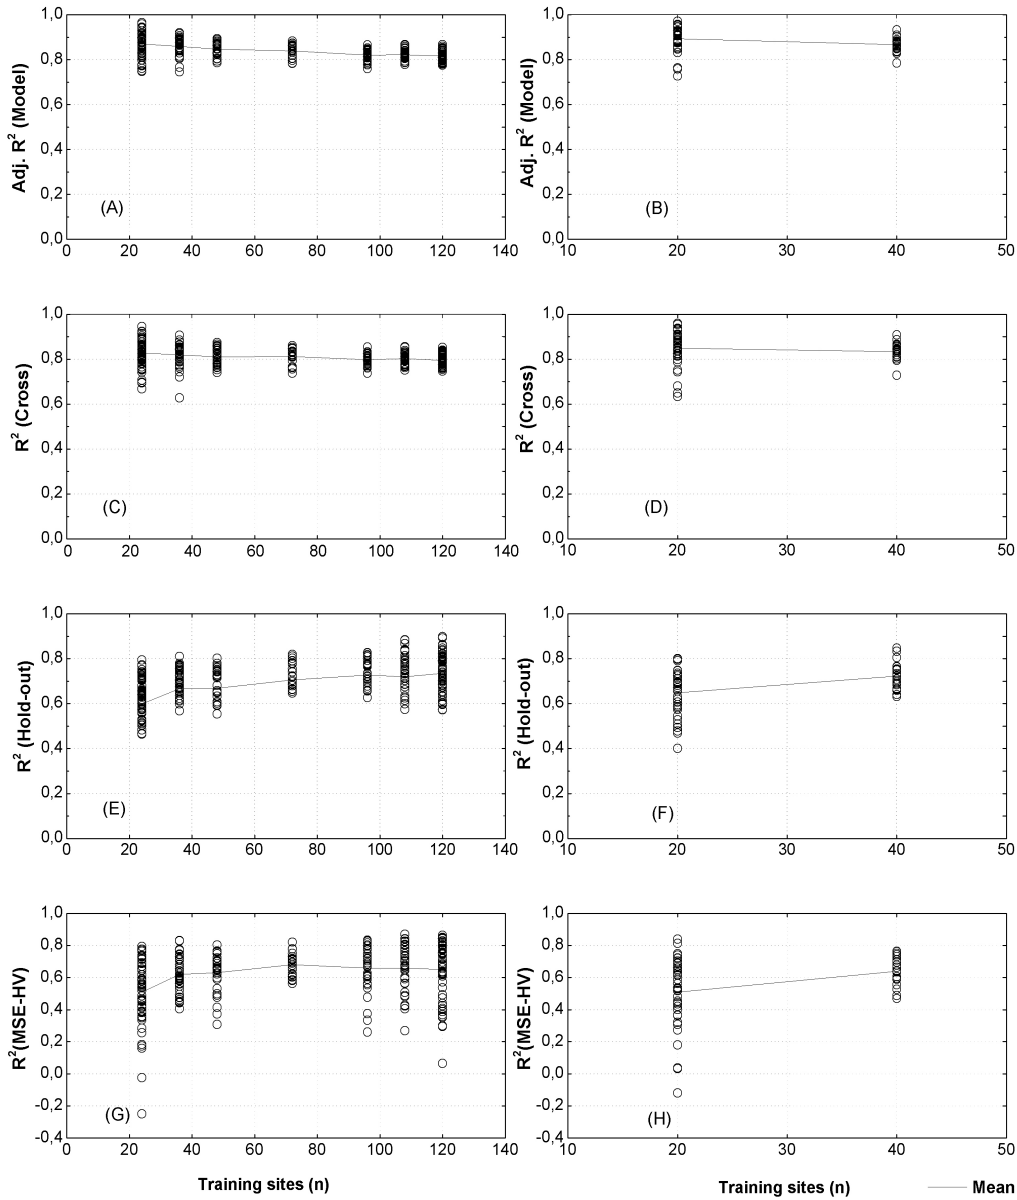 Adj. R² (Model)
1,0
0,8
0,6
0,4
0,2
0,0
(A)
0 20 40 60 80 100 120 140
Adj. R² (Model)
1,0
0,8
0,6
0,4
0,2
0,0
(B)
10 20 30 40 50
R² (Cross)
1,0
0,8
0,6
0,4
0,2
0,0
(C)
0 20 40 60 80 100 120 140
R² (Cross)
1,0
0,8
0,6
0,4
0,2
0,0
(D)
10 20 30 40 50
R² (Hold-out)
1,0
0,8
0,6
0,4
0,2
0,0
(E)
0 20 40 60 80 100 120 140
R² (Hold-out)
1,0
0,8
0,6
0,4
0,2
0,0
(F)
10 20 30 40 50
R²(MSE-HV)
1,0
0,8
0,6
0,4
0,2
0,0
-0,2
-0,4
(G)
0 20 40 60 80 100 120 140
Training sites (n)
R²(MSE-HV)
1,0
0,8
0,6
0,4
0,2
0,0
-0,2
-0,4
(H)
10 20 30 40 50
Training sites (n)
Mean